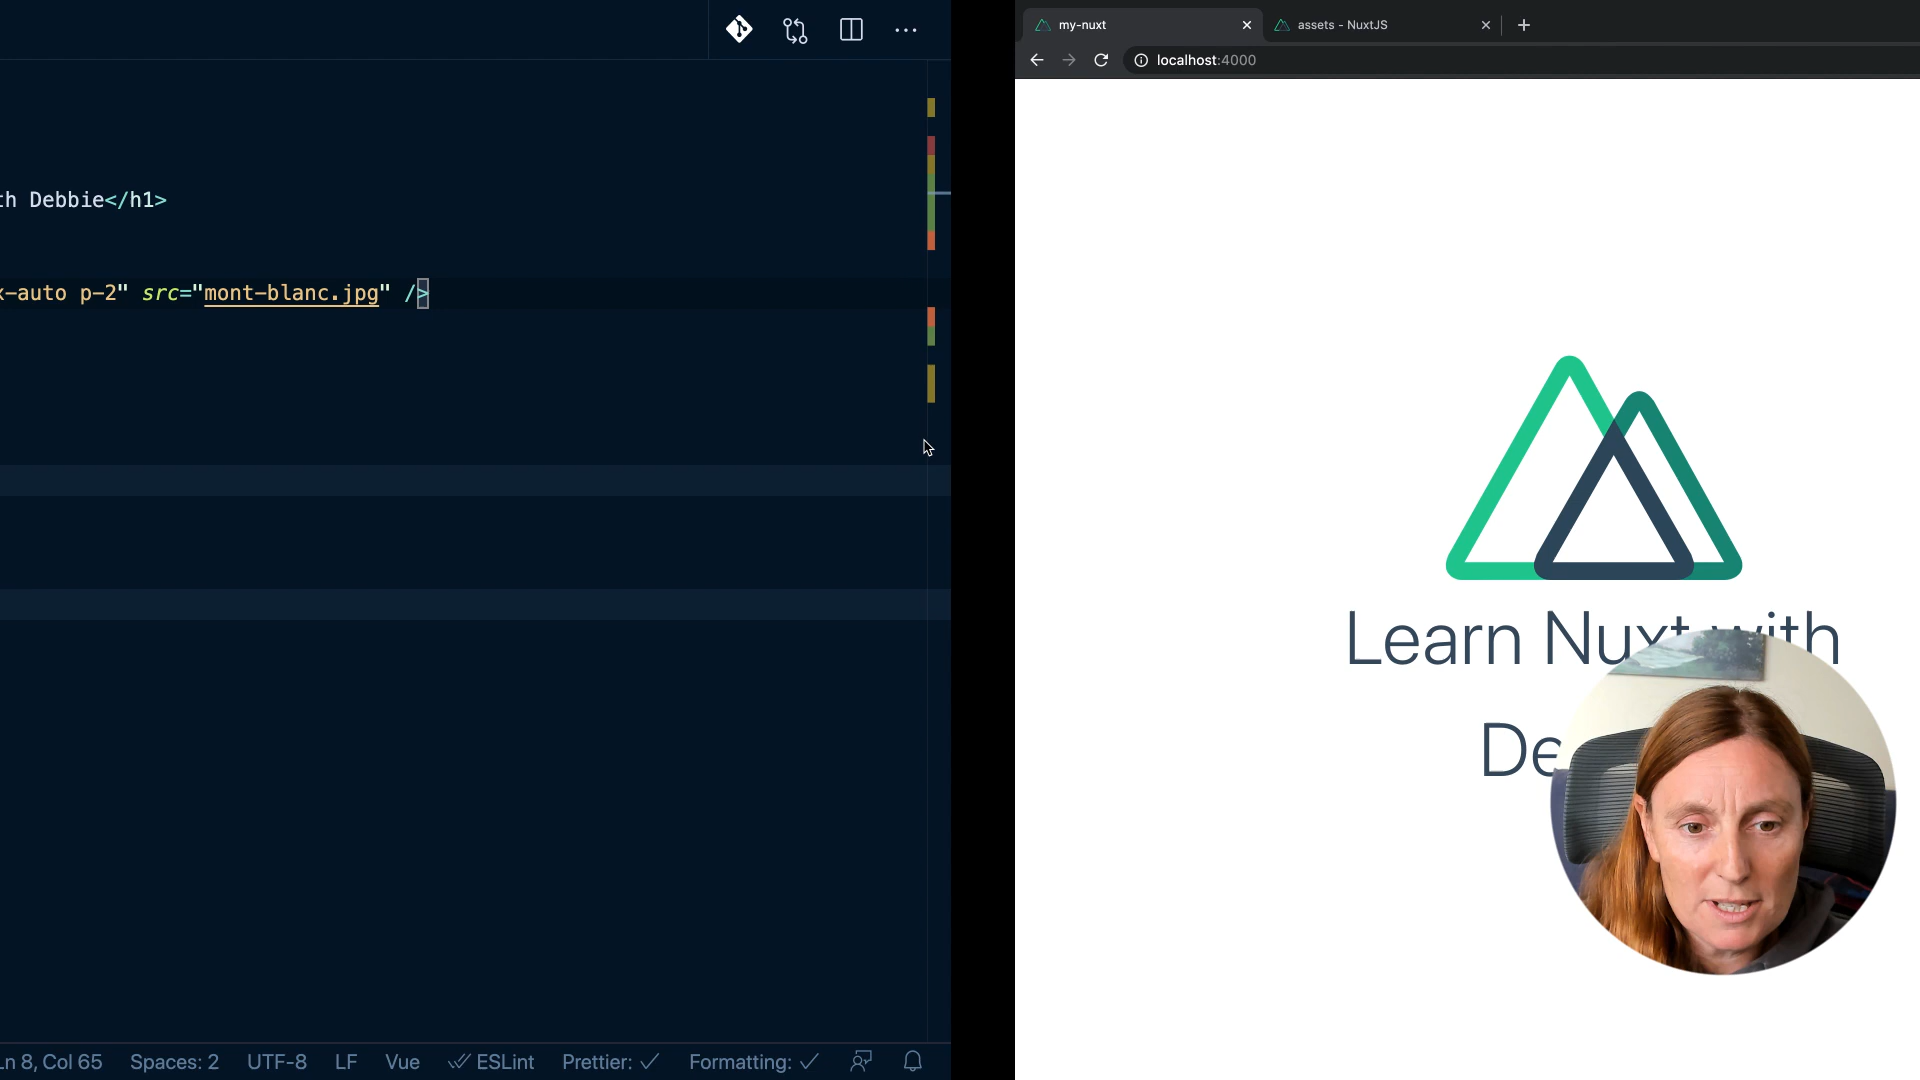 my-nuxt
assets - NuxtJS
localhost:4000
th Debbie</h1>
x-auto p-2" src="mont-blanc.jpg" />
Learn Nuxt with
De
Ln 8, Col 65 Spaces: 2 UTF-8 LF Vue ESLint Prettier: ✓ Formatting: ✓